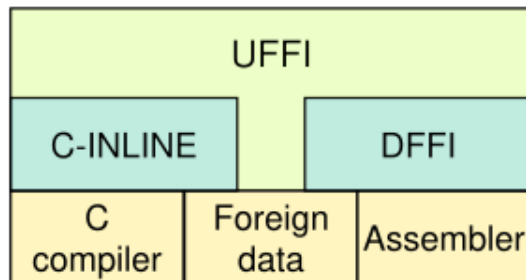 UFFI
C-INLINE
DFFI
C
compiler
Foreign
data
Assembler